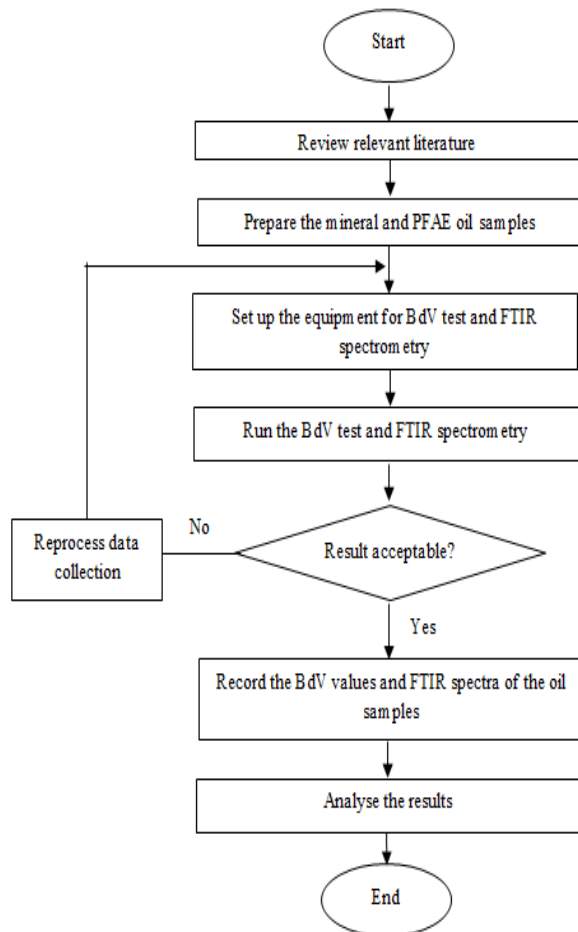 Start
Review relevant literature
Prepare the mineral and PFAE oil samples
Set up the equipment for BdV test and FTIR
spectrometry
Run the BdV test and FTIR spectrometry
No
Reprocess data
collection
Result acceptable?
Yes
Record the BdV values and FTIR spectra of the oil
samples
Analyse the results
End